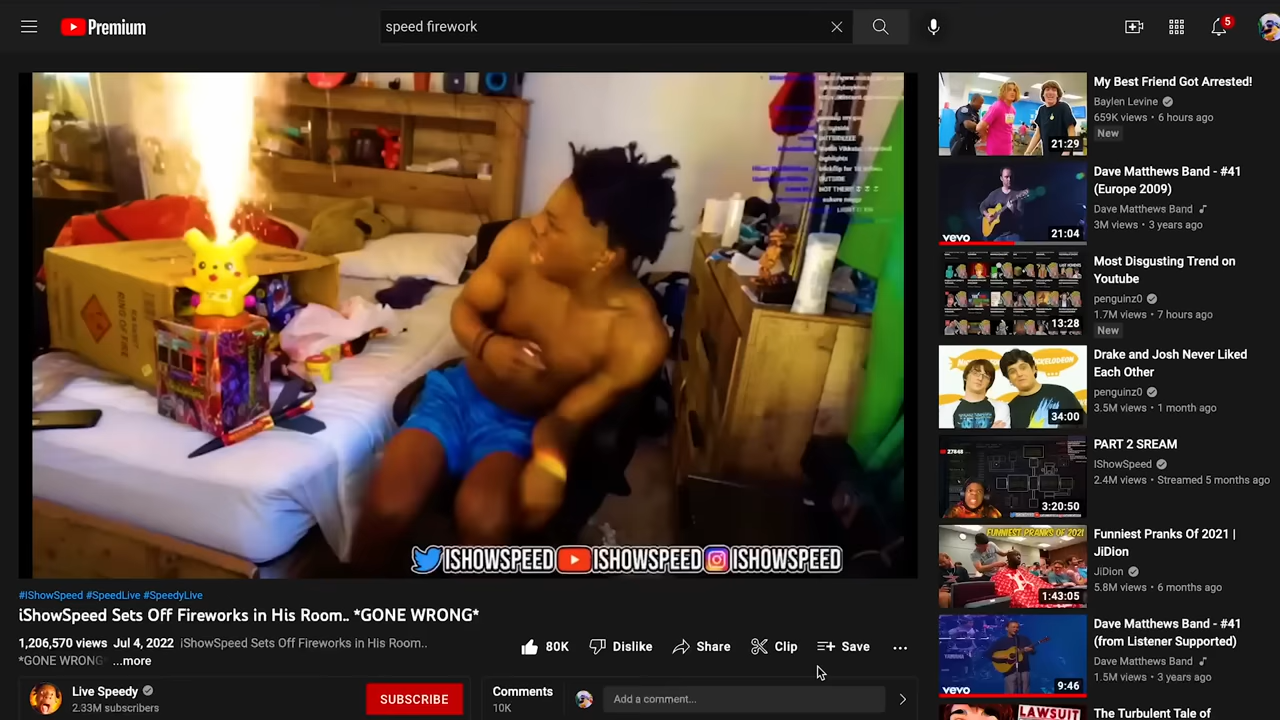 Premium
speed firework
5
RING OF FIRE
OUTSIDE
ISHOWSPEED ISHOWSPEED ISHOWSPEED
#IShowSpeed #SpeedLive #SpeedyLive
iShowSpeed Sets Off Fireworks in His Room.. *GONE WRONG*
1,206,570 views Jul 4, 2022 iShowSpeed Sets Off Fireworks in His Room..
*GONE WRONG* ...more
80K
Dislike
Share
Clip
Save
Live Speedy
2.33M subscribers
SUBSCRIBE
Comments
10K
Add a comment...
21:29
My Best Friend Got Arrested!
Baylen Levine
659K views • 6 hours ago
New
vevo
21:04
Dave Matthews Band - #41
(Europe 2009)
Dave Matthews Band
3M views • 3 years ago
13:28
Most Disgusting Trend on
Youtube
penguinz0
1.7M views • 7 hours ago
New
34:00
Drake and Josh Never Liked
Each Other
penguinz0
3.5M views • 1 month ago
27848
3:20:50
PART 2 SREAM
IShowSpeed
2.4M views • Streamed 5 months ago
FUNNIEST PRANKS OF 2021
1:43:05
Funniest Pranks Of 2021 |
JiDion
JiDion
5.8M views • 6 months ago
vevo
9:46
Dave Matthews Band - #41
(from Listener Supported)
Dave Matthews Band
1.5M views • 3 years ago
LAWSUIT
The Turbulent Tale of